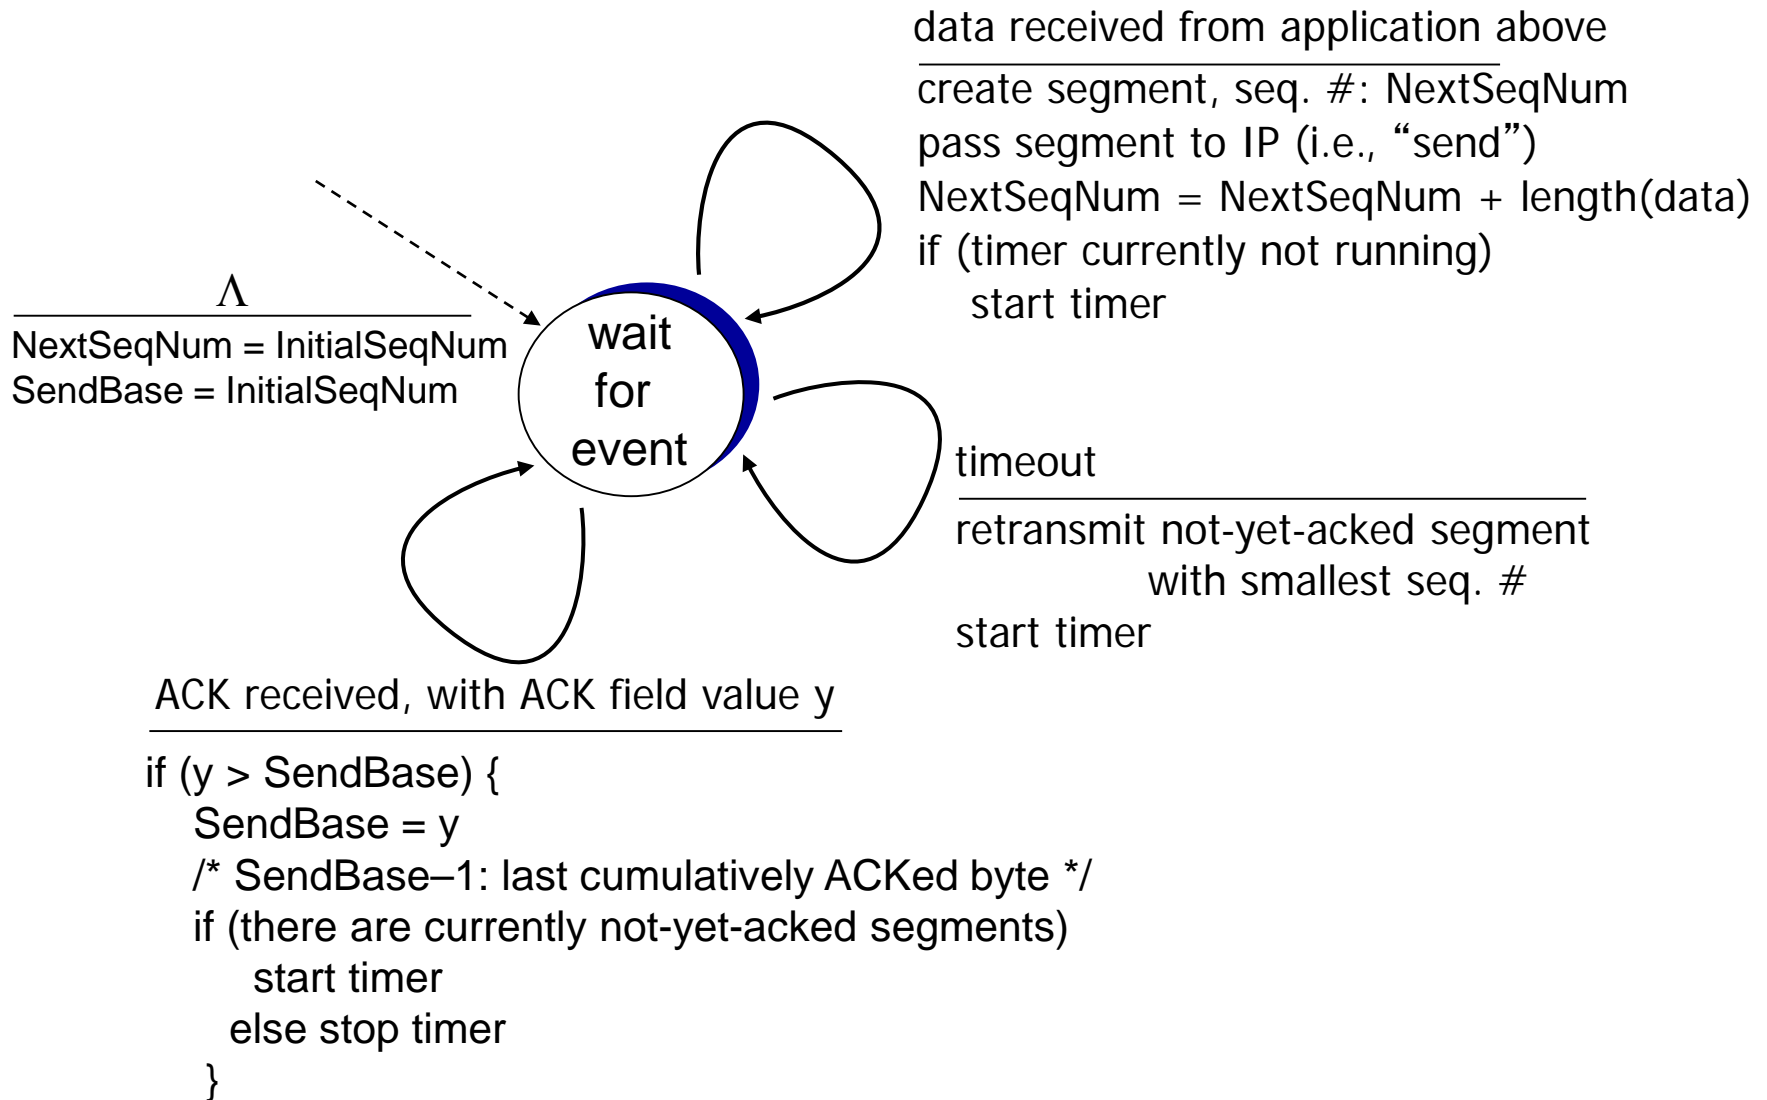 data received from application above
create segment, seq. #: NextSeqNum
pass segment to IP (i.e., “send”)
NextSeqNum = NextSeqNum + length(data)
if (timer currently not running)
start timer
Λ
NextSeqNum = InitialSeqNum
SendBase = InitialSeqNum
wait
for
event
timeout
retransmit not-yet-acked segment
with smallest seq. #
start timer
ACK received, with ACK field value y
if (y > SendBase) {
SendBase = y
/* SendBase–1: last cumulatively ACKed byte */
if (there are currently not-yet-acked segments)
start timer
else stop timer
}